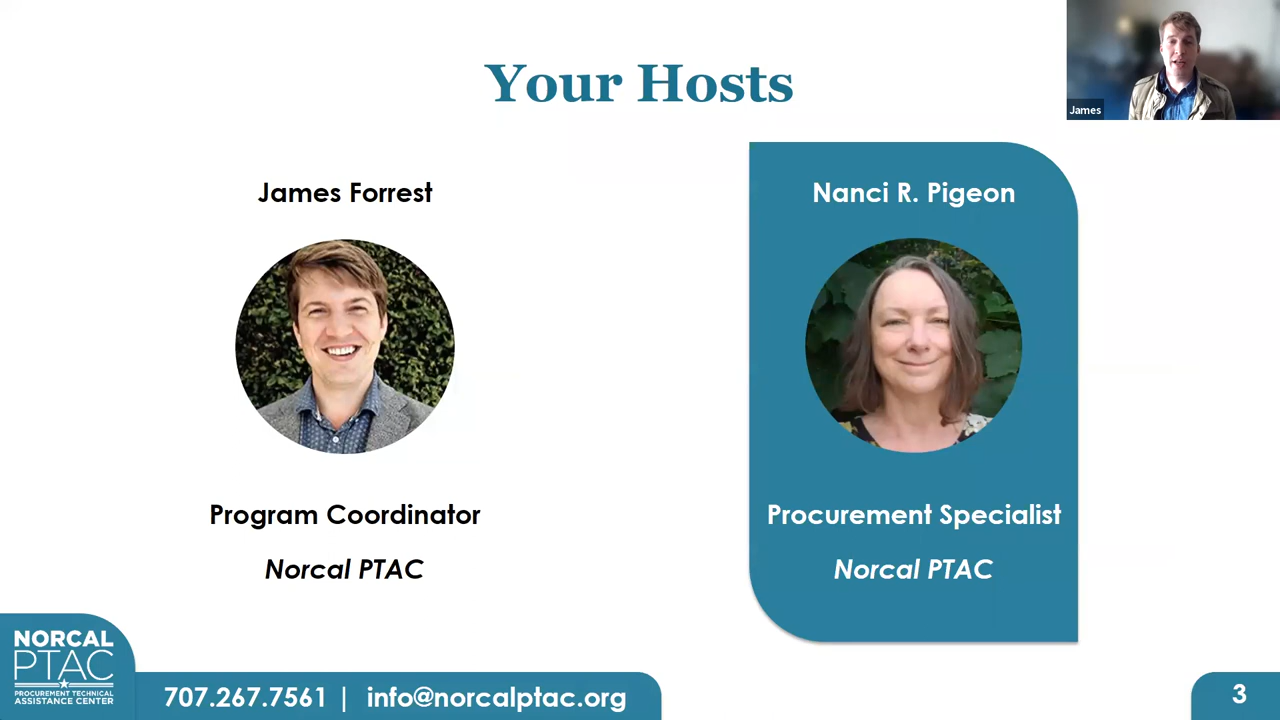 Your Hosts
James
James Forrest
Program Coordinator
Norcal PTAC
Nanci R. Pigeon
Procurement Specialist
Norcal PTAC
NORCAL
PTAC
PROCUREMENT TECHNICAL
ASSISTANCE CENTER
707.267.7561 | info@norcalptac.org
3